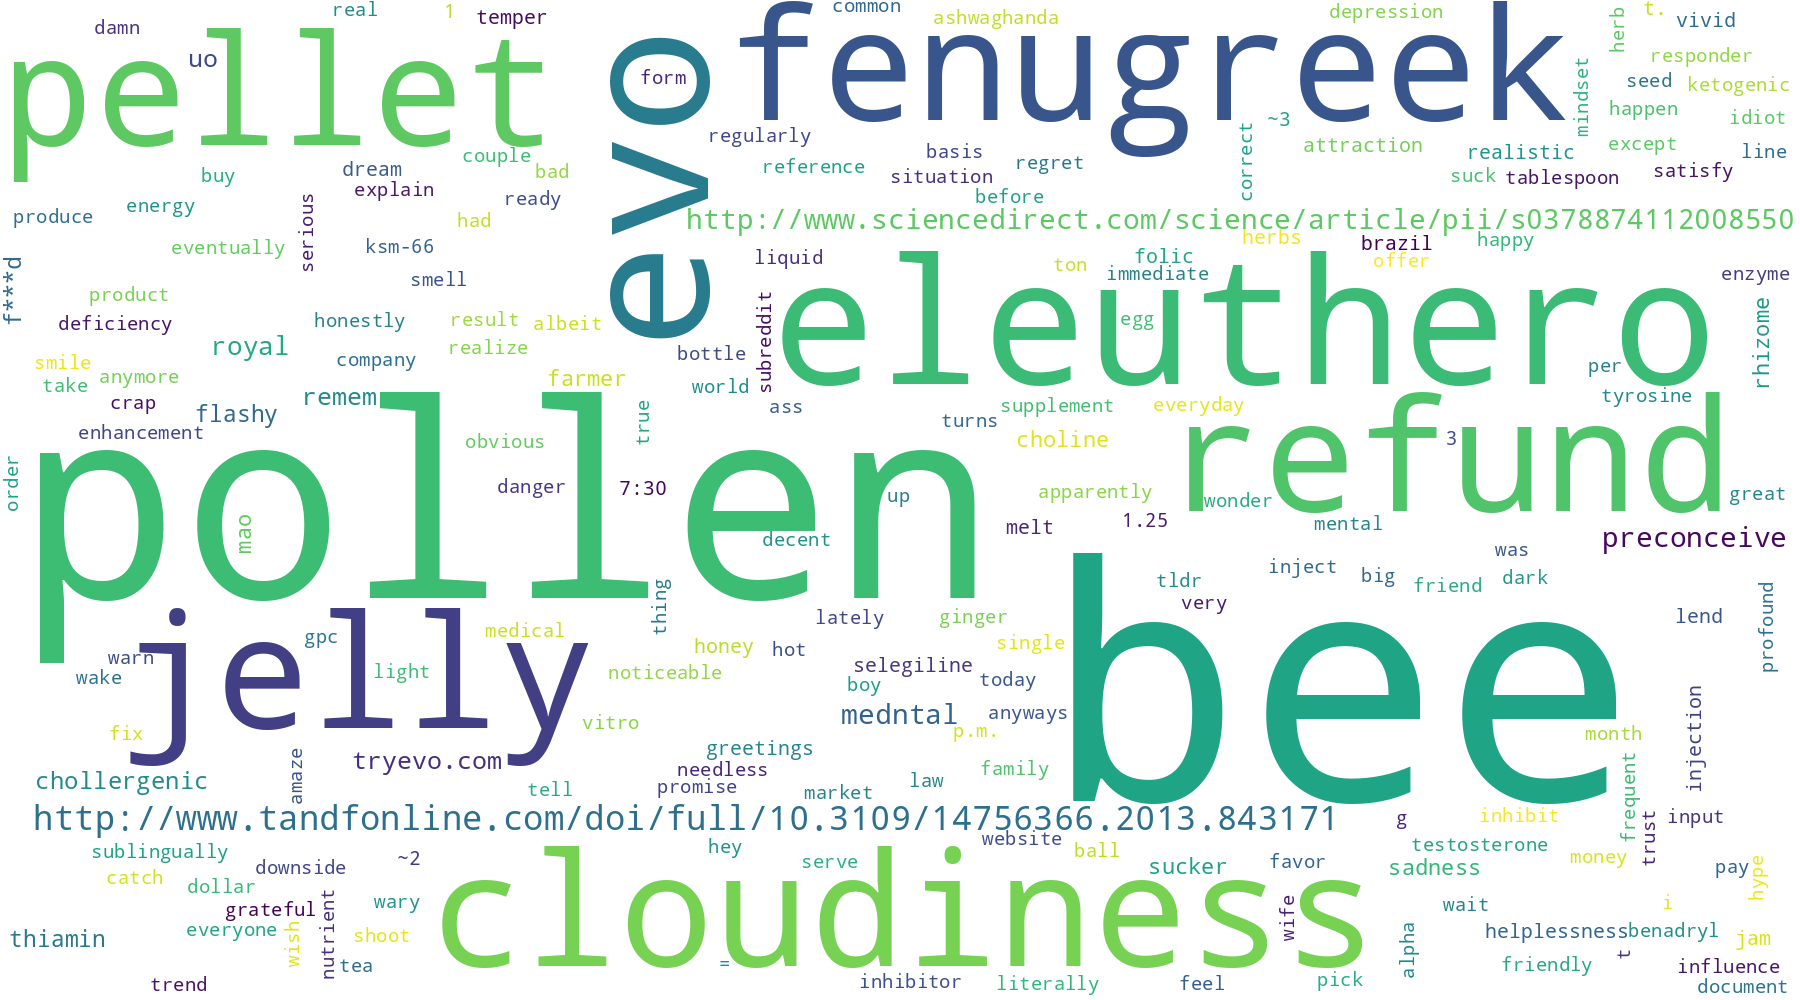 real
1
temper
common
ashwaghanda
depression
t.
vivid
herb
damn
pellet
uo
evo
form
fenugreek
mindset
responder
seed
ketogenic
happen
idiot
regularly
~3
correct
attraction
except
couple
basis
regret
realistic
line
buy
dream
bad
reference
situation
suck
tablespoon
satisfy
explain
ready
before
produce
energy
serious
had
http://www.sciencedirect.com/science/article/pii/s0378874112008550
eventually
ksm-66
herbs
brazil
happy
f***d
smell
liquid
ton
folic
immediate
offer
enzyme
product
deficiency
honestly
result
albeit
subreddit
eleuthero
egg
rhizome
royal
realize
smile
company
bottle
per
take
anymore
farmer
world
tyrosine
crap
remem
flashy
true
ass
supplement
everyday
enhancement
obvious
turns
choline
refund
3
order
pollen
danger
7:30
up
apparently
wonder
great
mao
melt
1.25
mental
decent
preconceive
was
thing
tldr
inject
big
friend
dark
very
profound
jelly
gpc
medical
lately
ginger
lend
warn
honey
hot
single
bee
wake
light
noticeable
selegiline
boy
today
fix
vitro
medntal
anyways
p.m.
month
injection
tryevo.com
greetings
amaze
chollergenic
needless
family
tell
promise
market
law
frequent
http://www.tandfonline.com/doi/full/10.3109/14756366.2013.843171
g
inhibit
input
sublingually
hey
website
ball
testosterone
trust
downside
~2
serve
sucker
favor
sadness
money
pay
hype
catch
dollar
cloudiness
grateful
nutrient
wary
wife
wait
i
everyone
wish
shoot
alpha
helplessness
benadryl
jam
thiamin
tea
=
t
friendly
influence
trend
inhibitor
literally
feel
pick
document